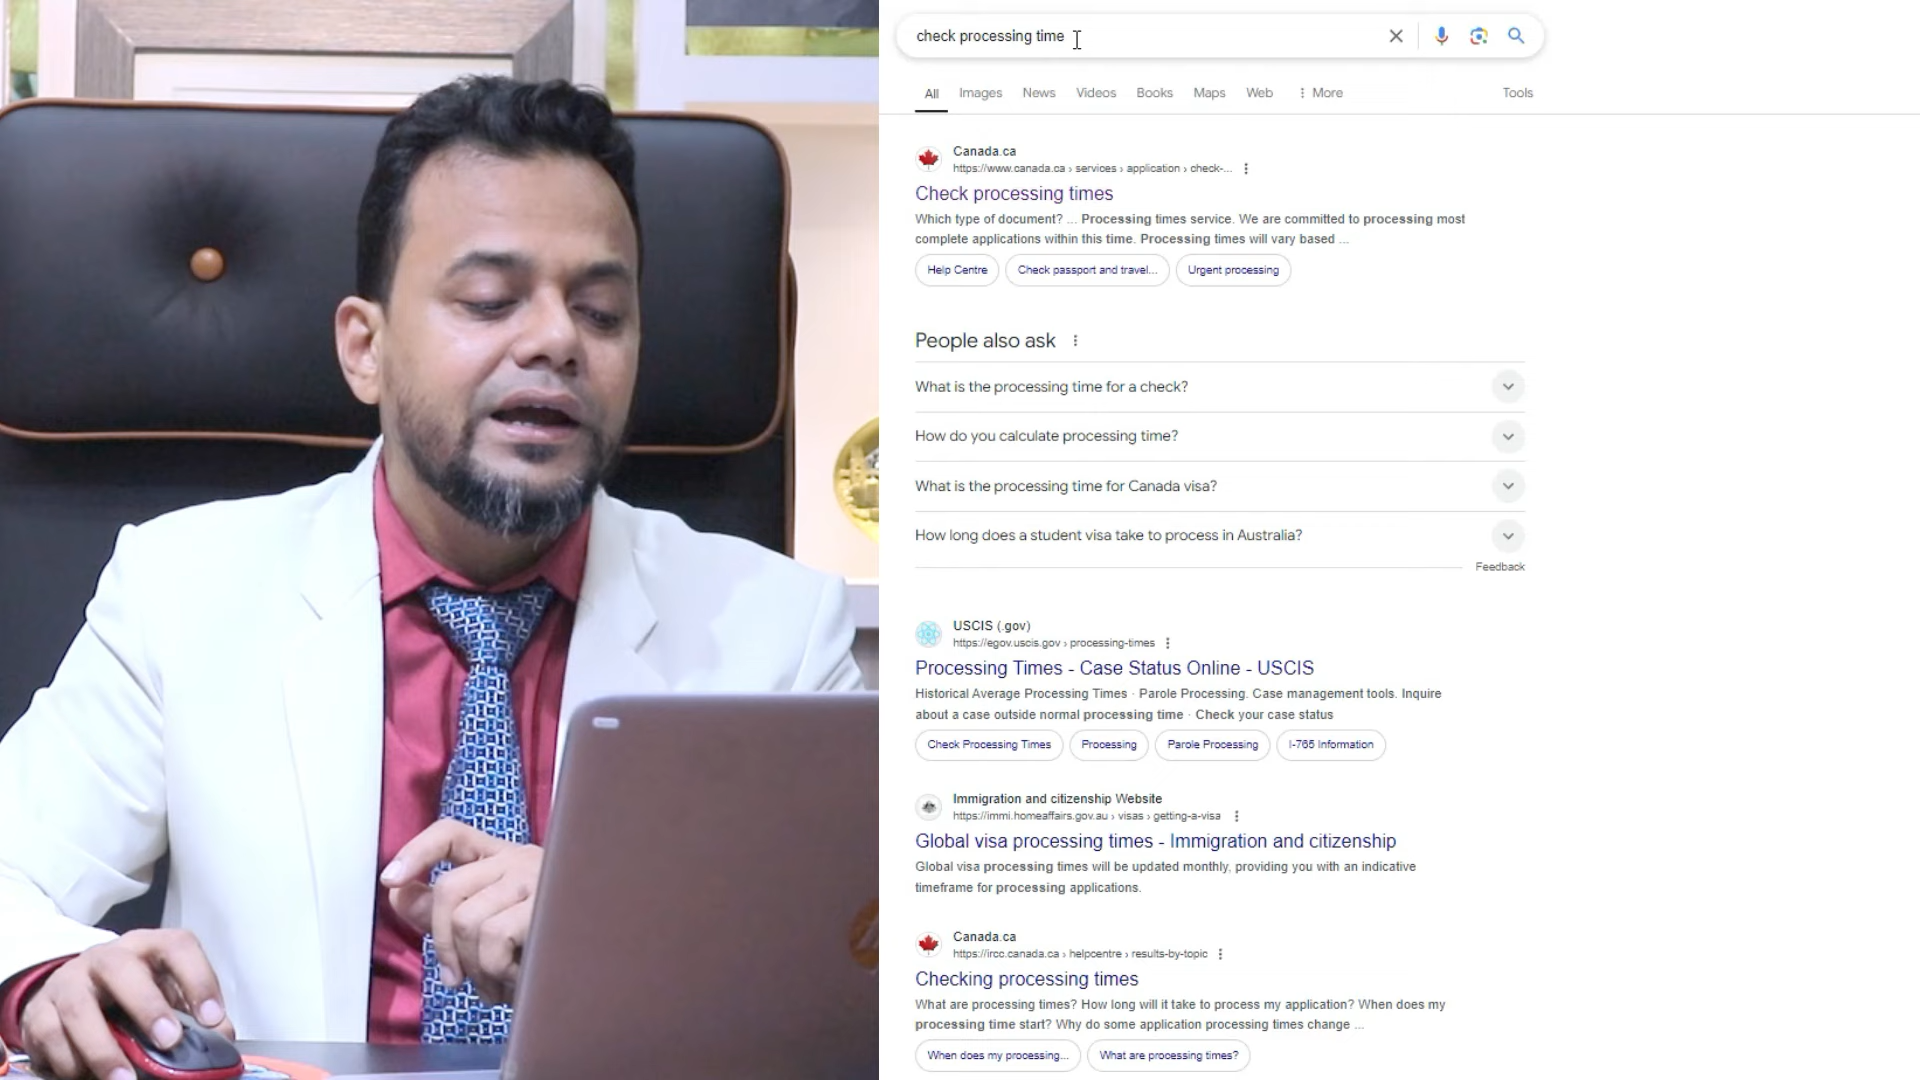 check processing time
All Images News Videos Books Maps Web More Tools
Canada.ca
https://www.canada.ca › services › application › check-...
Check processing times
Which type of document? ... Processing times service. We are committed to processing most
complete applications within this time. Processing times will vary based ...
Help Centre Check passport and travel... Urgent processing
People also ask
What is the processing time for a check?
How do you calculate processing time?
What is the processing time for Canada visa?
How long does a student visa take to process in Australia?
Feedback
USCIS (.gov)
https://egov.uscis.gov › processing-times
Processing Times - Case Status Online - USCIS
Historical Average Processing Times · Parole Processing. Case management tools. Inquire
about a case outside normal processing time · Check your case status
Check Processing Times Processing Parole Processing I-765 Information
Immigration and citizenship Website
https://immi.homeaffairs.gov.au › visas › getting-a-visa
Global visa processing times - Immigration and citizenship
Global visa processing times will be updated monthly, providing you with an indicative
timeframe for processing applications.
Canada.ca
https://ircc.canada.ca › helpcentre › results-by-topic
Checking processing times
What are processing times? How long will it take to process my application? When does my
processing time start? Why do some application processing times change ...
When does my processing... What are processing times?